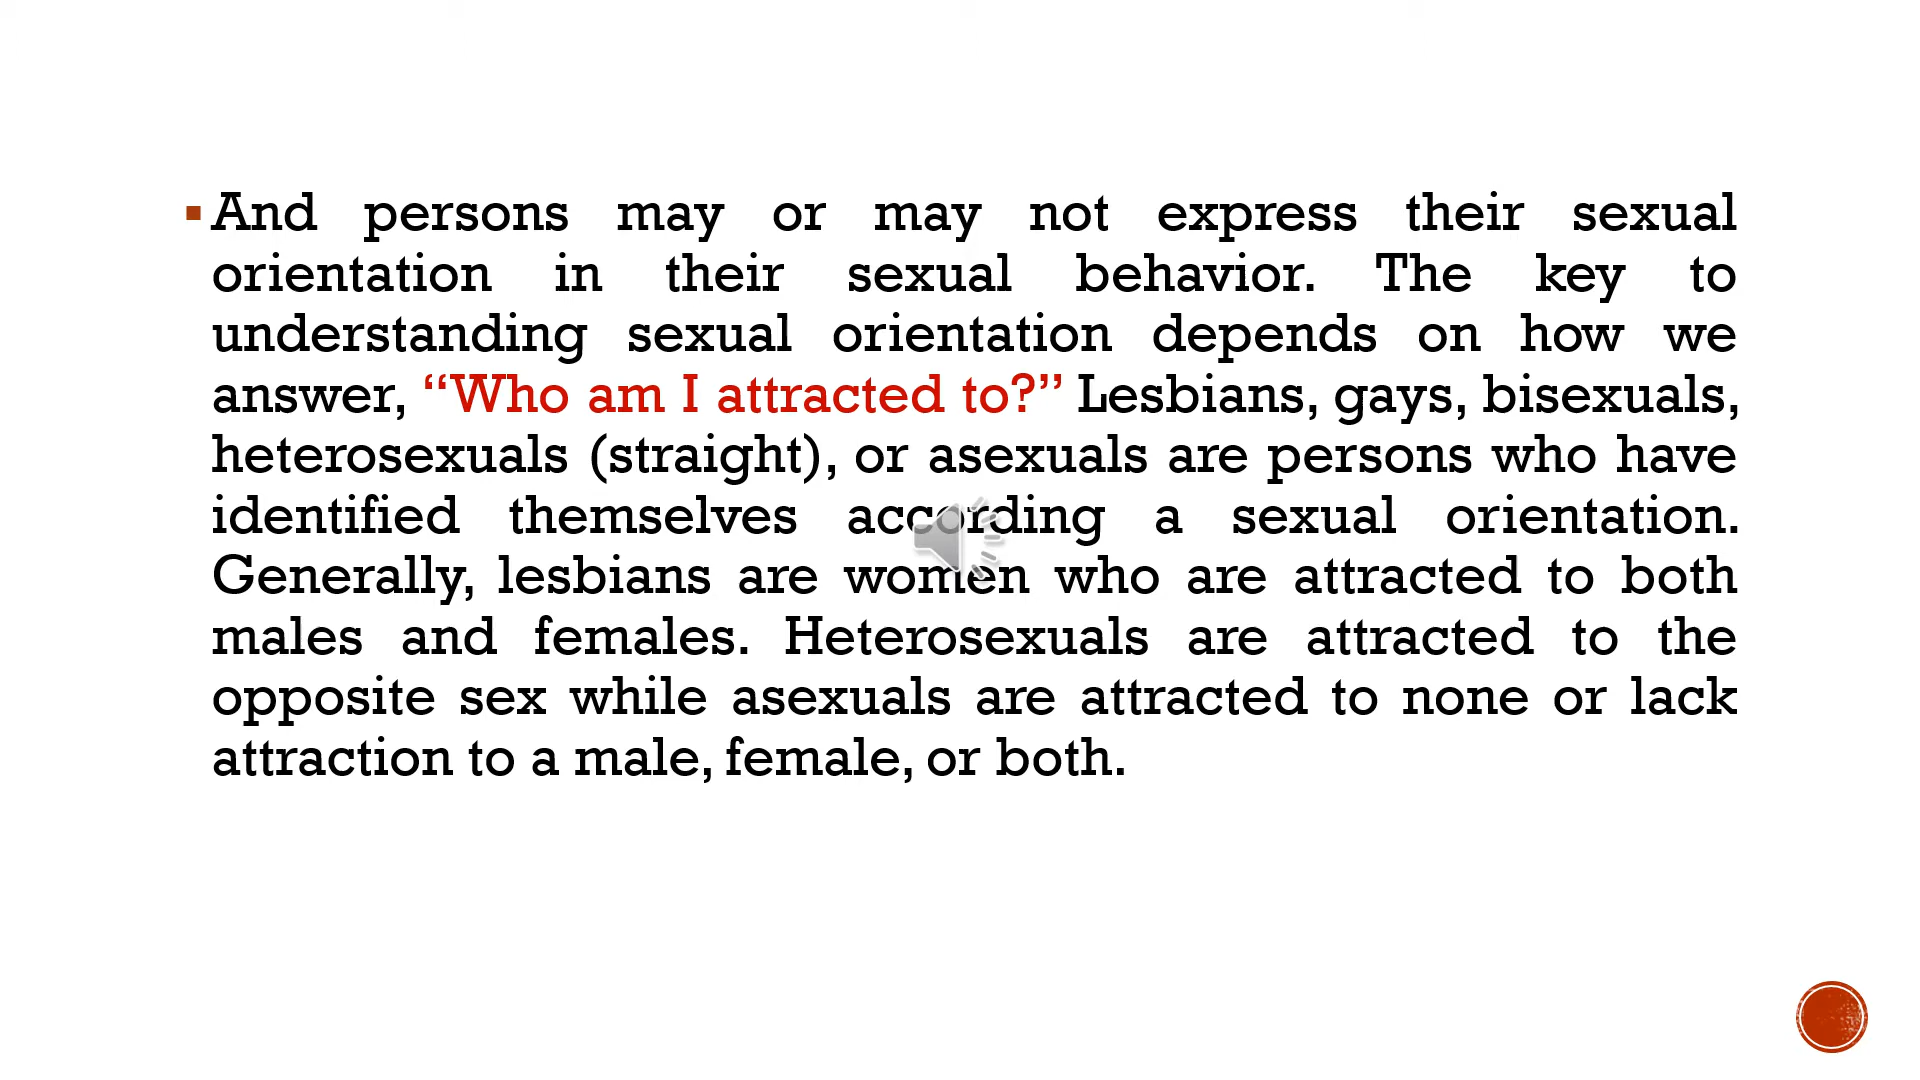 And persons may or may not express their sexual
orientation in their sexual behavior. The key to
understanding sexual orientation depends on how we
answer, “Who am I attracted to?” Lesbians, gays, bisexuals,
heterosexuals (straight), or asexuals are persons who have
identified themselves according a sexual orientation.
Generally, lesbians are women who are attracted to both
males and females. Heterosexuals are attracted to the
opposite sex while asexuals are attracted to none or lack
attraction to a male, female, or both.